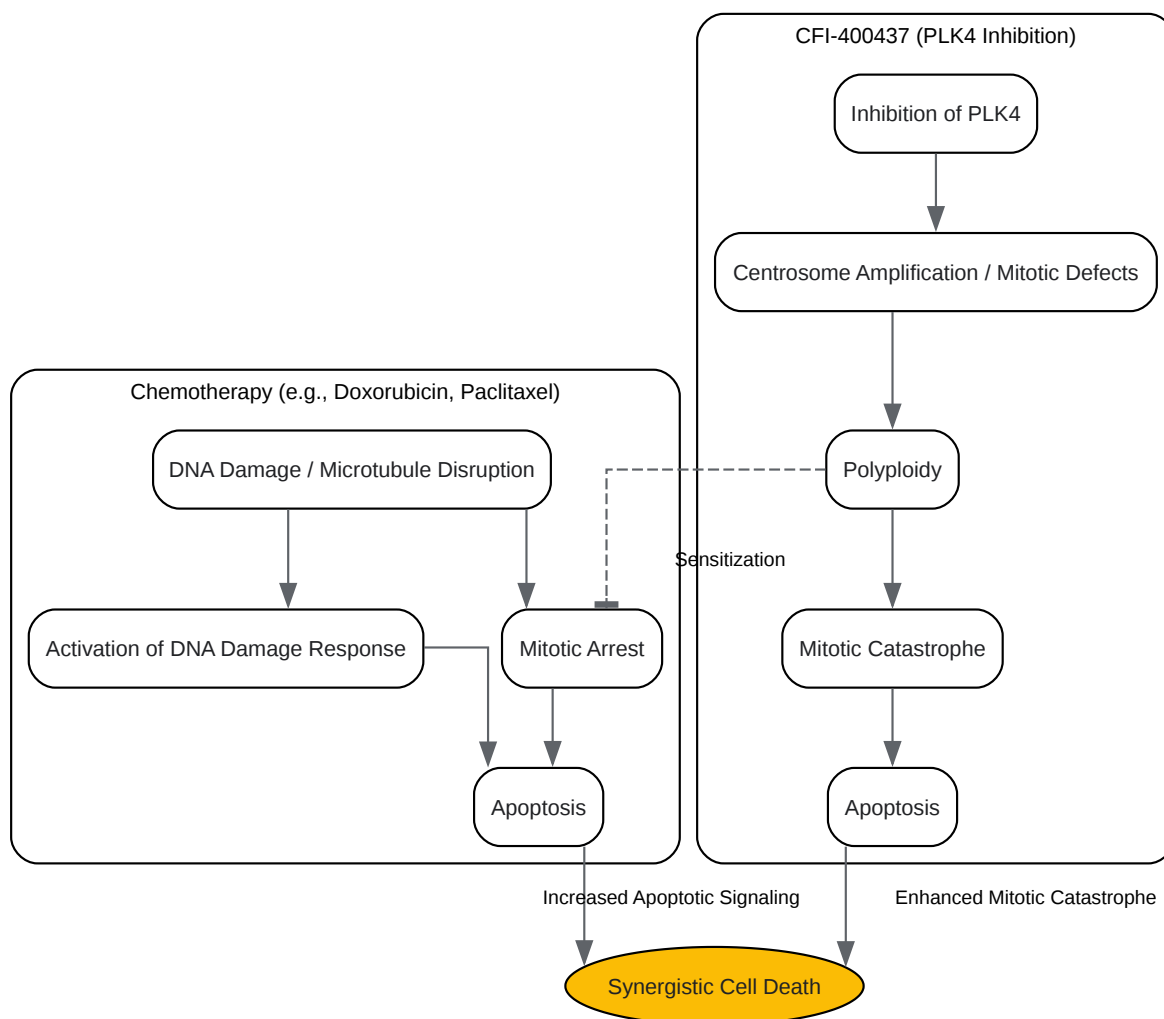 CFI-400437 (PLK4 Inhibition)
Inhibition of PLK4
Centrosome Amplification / Mitotic Defects
Chemotherapy (e.g., Doxorubicin, Paclitaxel)
DNA Damage / Microtubule Disruption
Polyploidy
Sensitization
Activation of DNA Damage Response
Mitotic Arrest
Mitotic Catastrophe
Apoptosis
Apoptosis
Increased Apoptotic Signaling
Enhanced Mitotic Catastrophe
Synergistic Cell Death